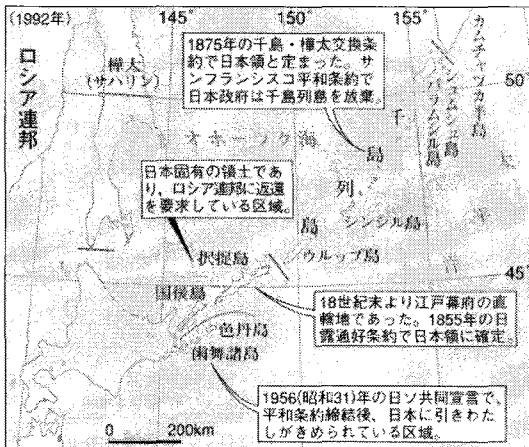 (1992年)
145°
150°
155°
ロシア連邦
樺太
(サハリン)
1875年の千島・樺太交換条
約で日本領と定まった。サ
ンフランシスコ平和条約で
日本政府は千島列島を放棄。
カムチャツカ半島
シュムシュ島
パラムシル島
50°
オホーツク海
千
島
列
島
日本固有の領土であ
り、ロシア連邦に返還
を要求している区域。
シンシル島
ウルップ島
択捉島
45°
国後島
色丹島
歯舞諸島
18世紀末より江戸幕府の直
轄地であった。1855年の日
露通好条約で日本領に確定。
1956(昭和31)年の日ソ共同宣言で、
平和条約締結後、日本に引きわた
しがきめられている区域。
0
200km